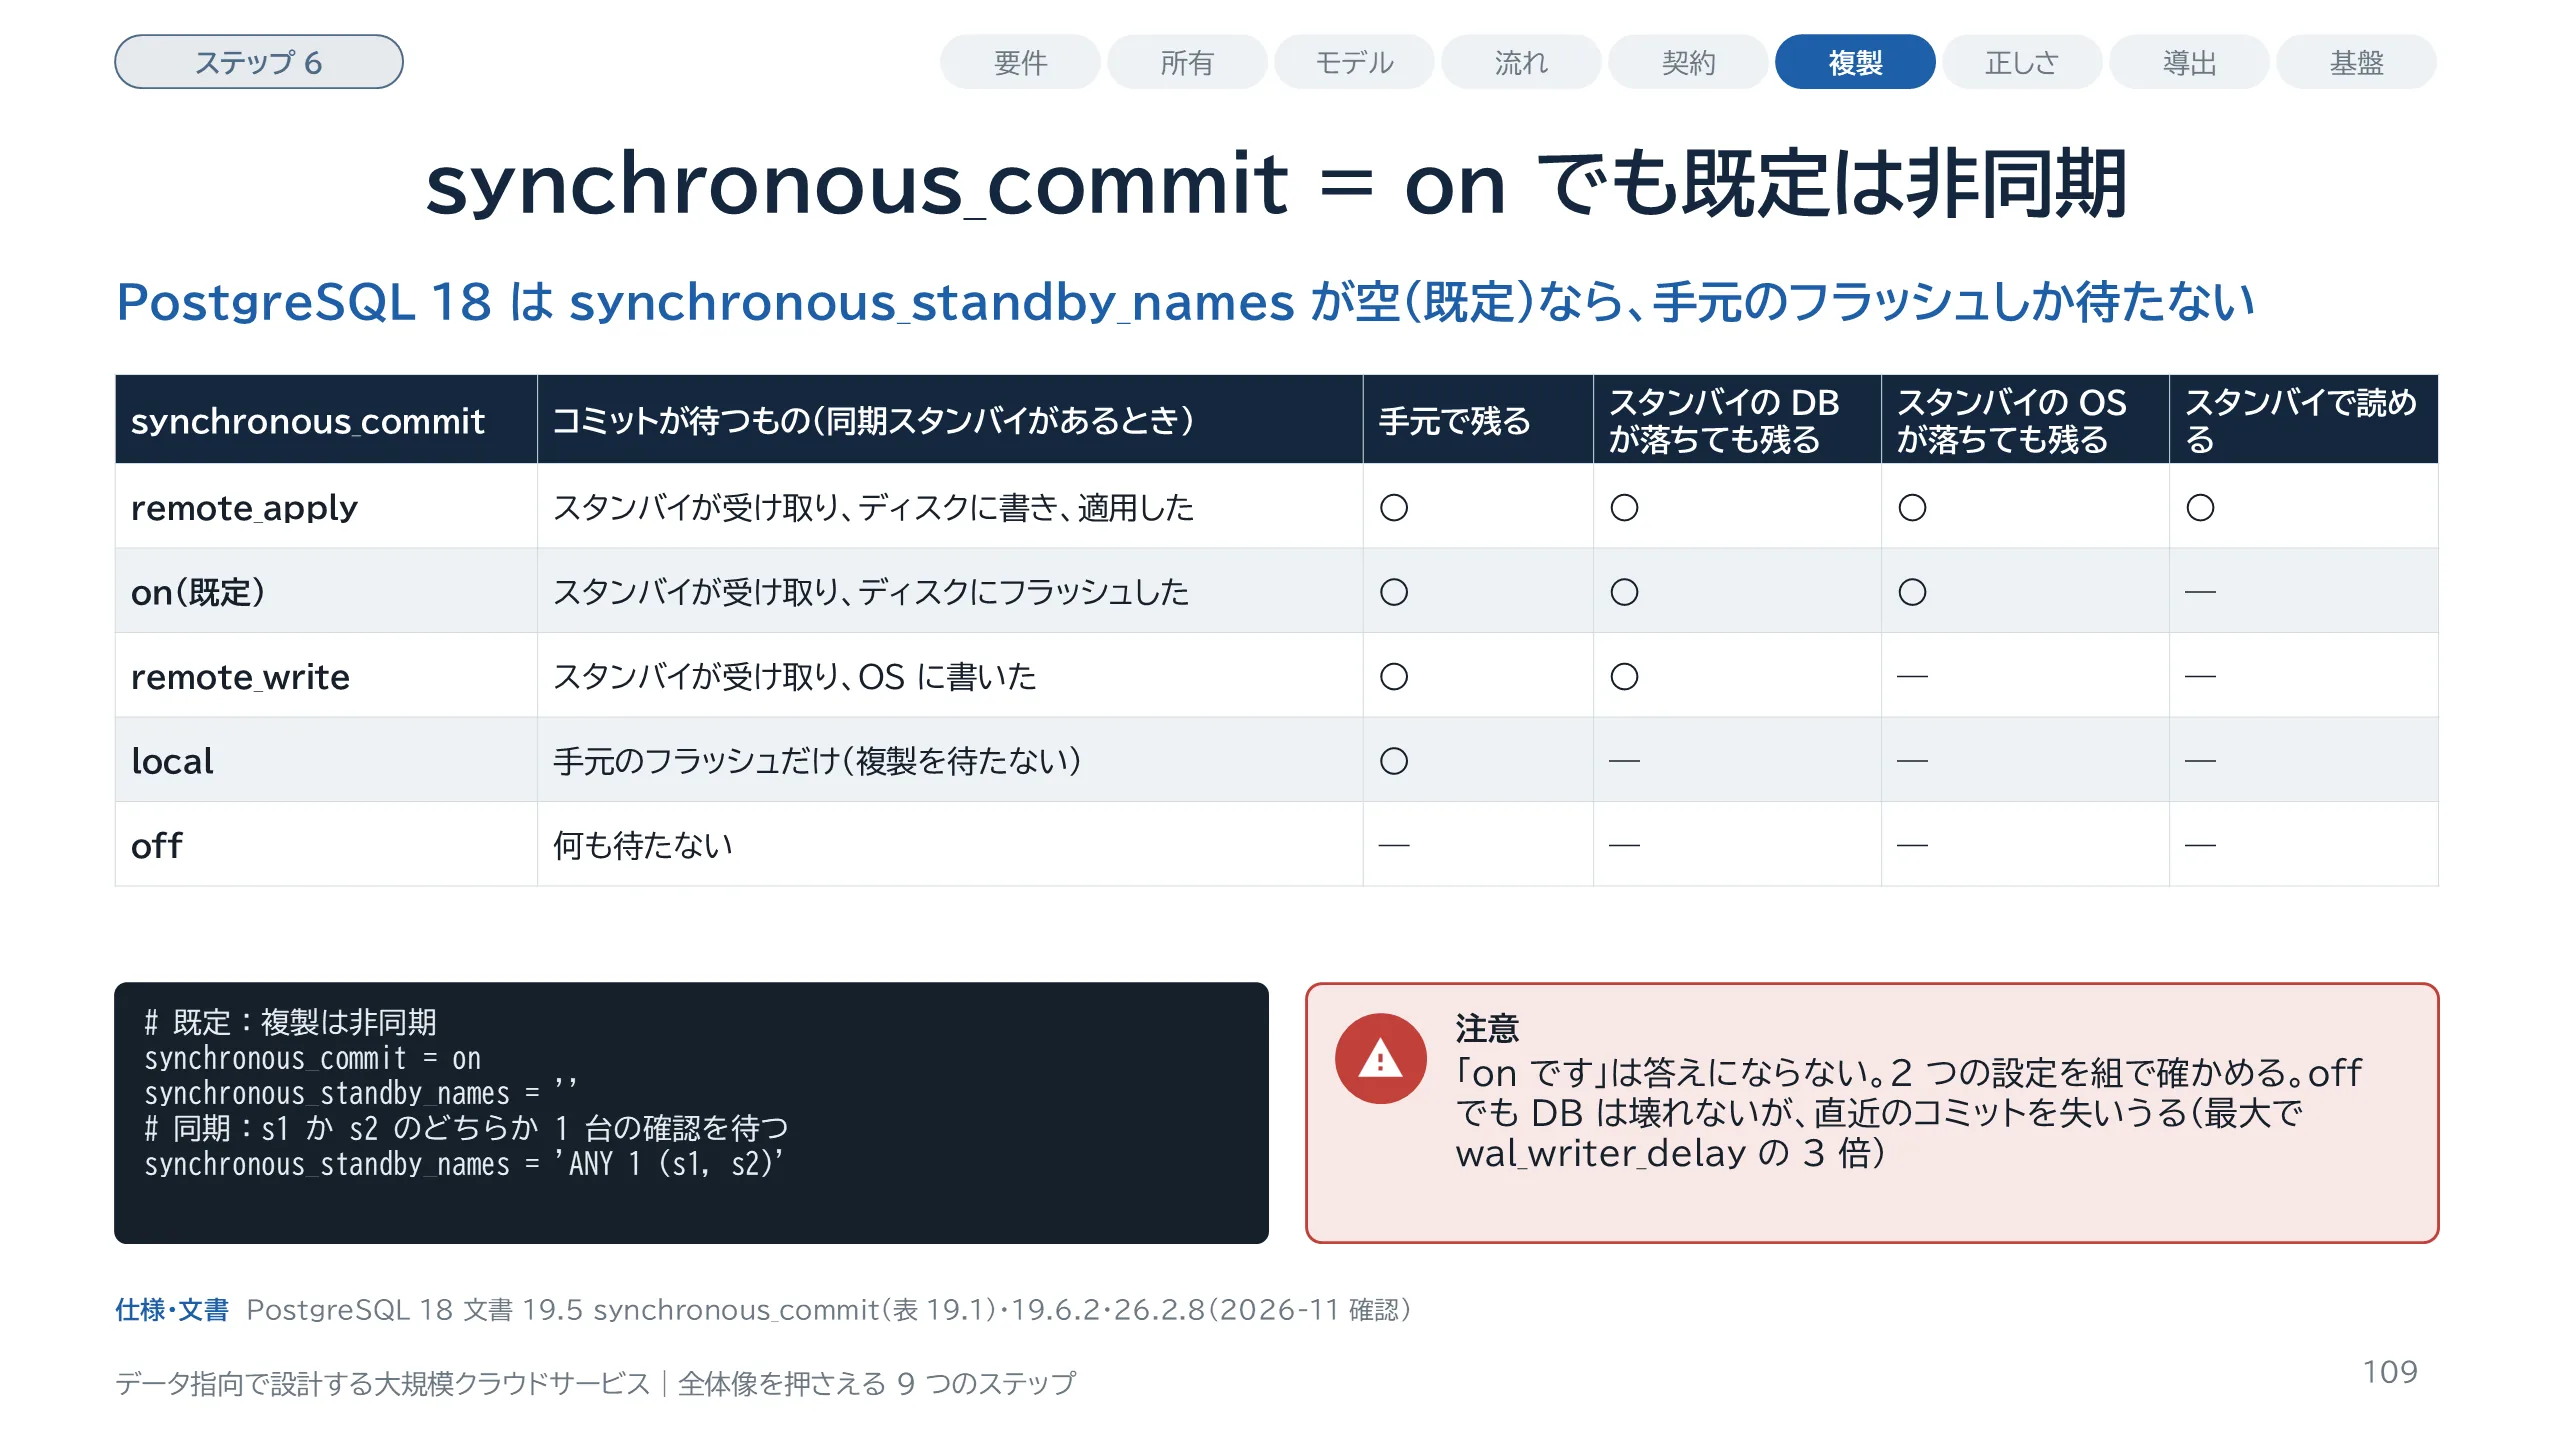 ステップ 6
要件
所有
モデル
流れ
契約
複製
正しさ
導出
基盤
synchronous_commit = on でも既定は非同期
PostgreSQL 18 は synchronous_standby_names が空（既定）なら、手元のフラッシュしか待たない
synchronous_commit
コミットが待つもの（同期スタンバイがあるとき）
手元で残る
スタンバイの DB
が落ちても残る
スタンバイの OS
が落ちても残る
スタンバイで読め
る
remote_apply
スタンバイが受け取り、ディスクに書き、適用した
○
○
○
○
on（既定）
スタンバイが受け取り、ディスクにフラッシュした
○
○
○
—
remote_write
スタンバイが受け取り、OS に書いた
○
○
—
—
local
手元のフラッシュだけ（複製を待たない）
○
—
—
—
off
何も待たない
—
—
—
—
# 既定：複製は非同期
synchronous_commit = on
synchronous_standby_names = ''
# 同期：s1 か s2 のどちらか 1 台の確認を待つ
synchronous_standby_names = 'ANY 1 (s1, s2)'
注意
「on です」は答えにならない。2 つの設定を組で確かめる。off
でも DB は壊れないが、直近のコミットを失いうる（最大で
wal_writer_delay の 3 倍）
仕様・文書 PostgreSQL 18 文書 19.5 synchronous_commit（表 19.1）・19.6.2・26.2.8（2026-11 確認）
データ指向で設計する大規模クラウドサービス｜全体像を押さえる 9 つのステップ
109